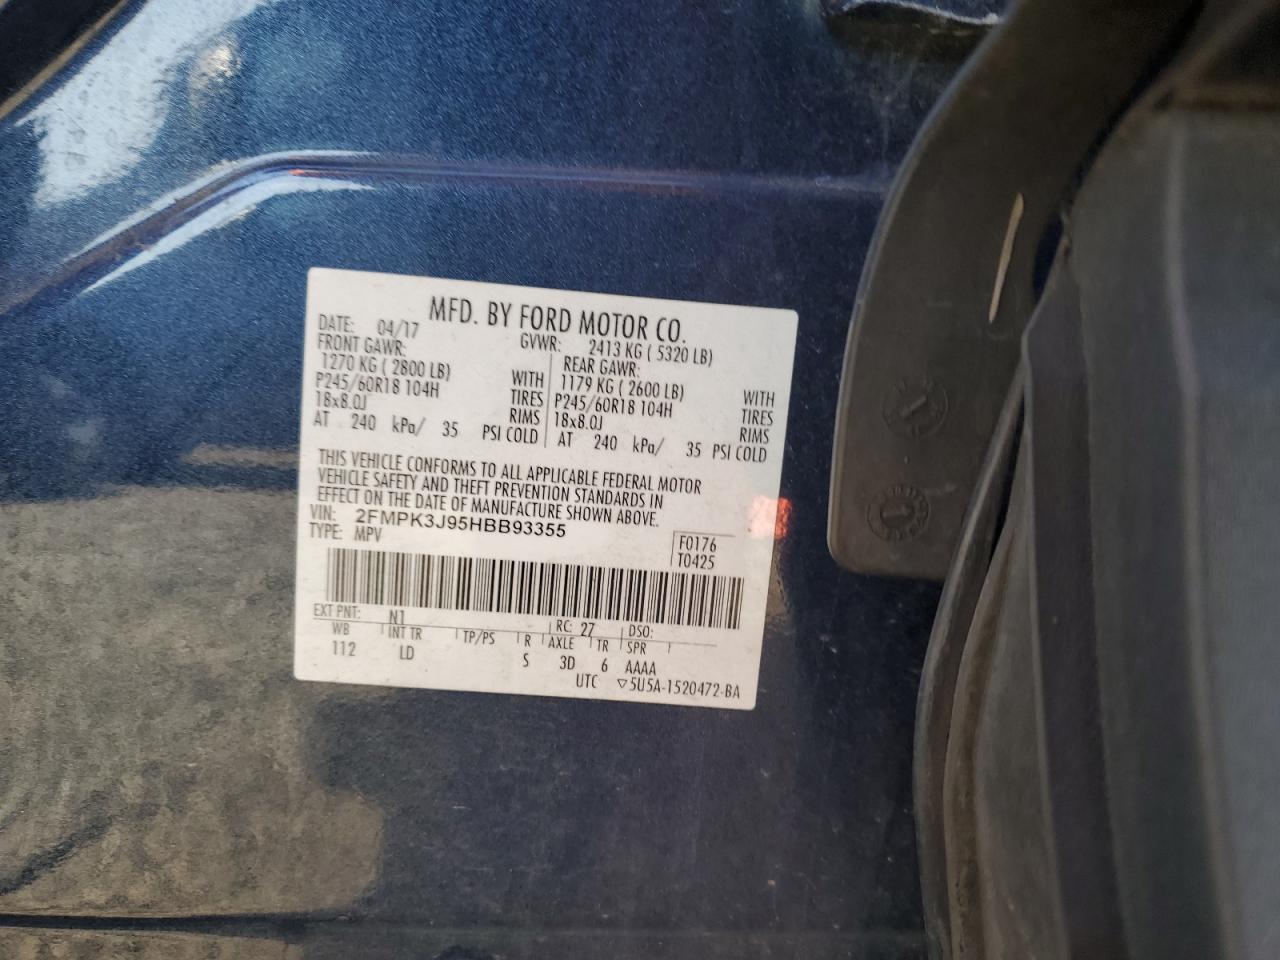 MFD. BY FORD MOTOR CO.
DATE: 04/17 GVWR: 2413 KG ( 5320 LB)
FRONT GAWR: REAR GAWR:
1270 KG ( 2800 LB) WITH 1179 KG ( 2600 LB) WITH
P245/60R18 104H TIRES P245/60R18 104H TIRES
18x8.0J RIMS 18x8.0J RIMS
AT 240 kPa/ 35 PSI COLD AT 240 kPa/ 35 PSI COLD
THIS VEHICLE CONFORMS TO ALL APPLICABLE FEDERAL MOTOR
VEHICLE SAFETY AND THEFT PREVENTION STANDARDS IN
EFFECT ON THE DATE OF MANUFACTURE SHOWN ABOVE.
VIN: 2FMPK3J95HBB93355
TYPE: MPV F0176
T0425
EXT PNT: N1 RC: 27 DSO:
WB INT TR TP/PS R AXLE TR SPR
112 LD S 3D 6 AAAA
UTC ▽5U5A-1520472-BA